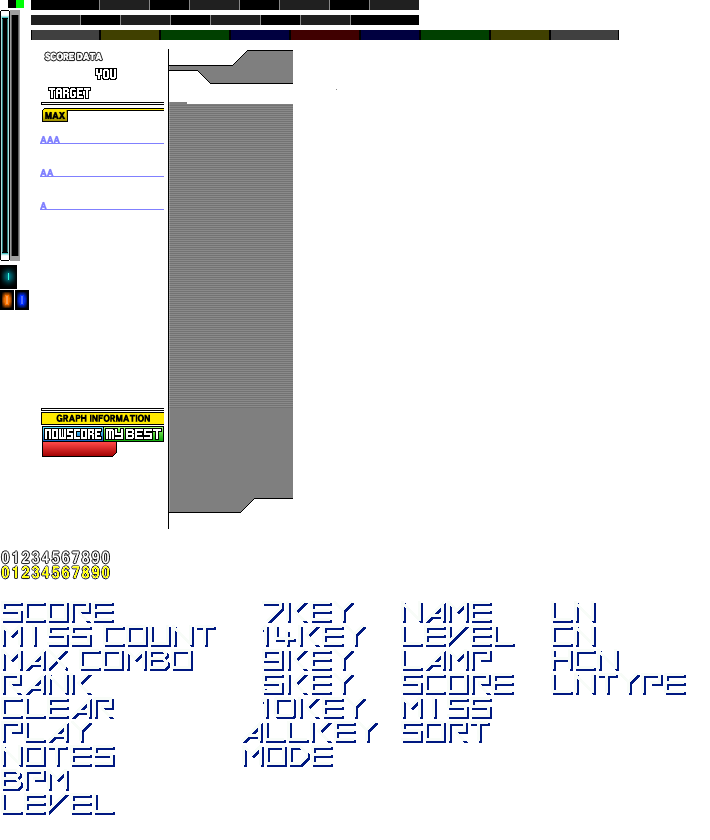 SCORE DATA
YOU
TARGET
MAX
AAA
AA
A
GRAPH INFORMATION
NOWSCORE MY BEST
01234567890
01234567890
SCORE 7KEY NAME LN
MISS COUNT 14KEY LEVEL CN
MAX COMBO 9KEY LAMP HCN
RANK 5KEY SCORE LNTYPE
CLEAR 10KEY MISS
PLAY ALLKEY SORT
NOTES MODE
BPM
LEVEL